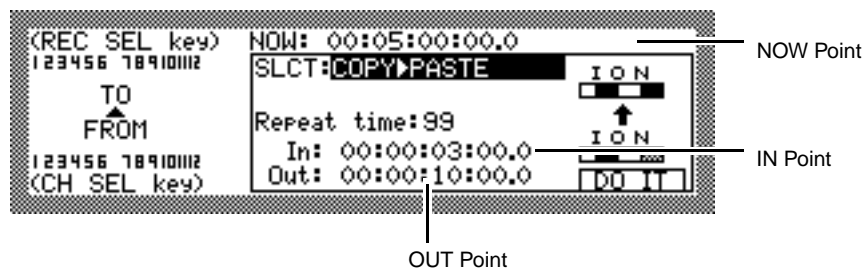 (REC SEL key)
NOW: 00:05:00:00.0
NOW Point
123456 789101112
SLCT:COPY▶PASTE
I O N
TO
FROM
Repeat time:99
I O N
In: 00:00:03:00.0
IN Point
123456 789101112
(CH SEL key)
Out: 00:00:10:00.0
DO IT
OUT Point